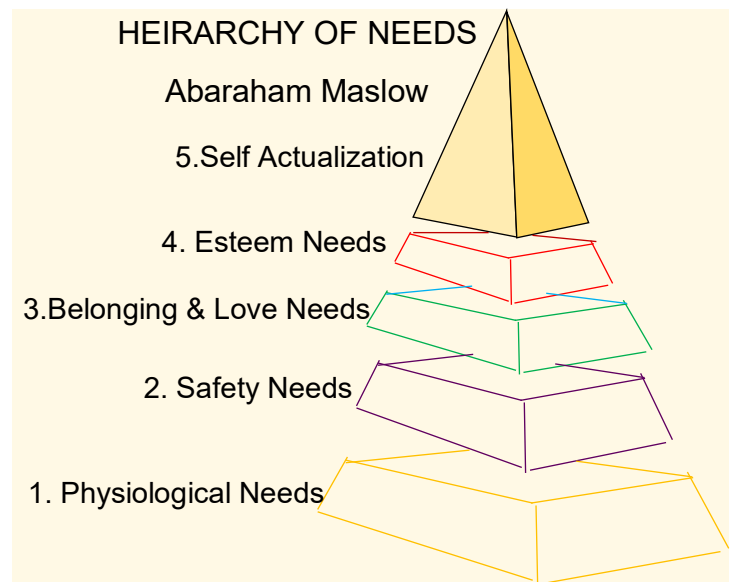 HEIRARCHY OF NEEDS
Abaraham Maslow
5.Self Actualization
4. Esteem Needs
3.Belonging & Love Needs
2. Safety Needs
1. Physiological Needs